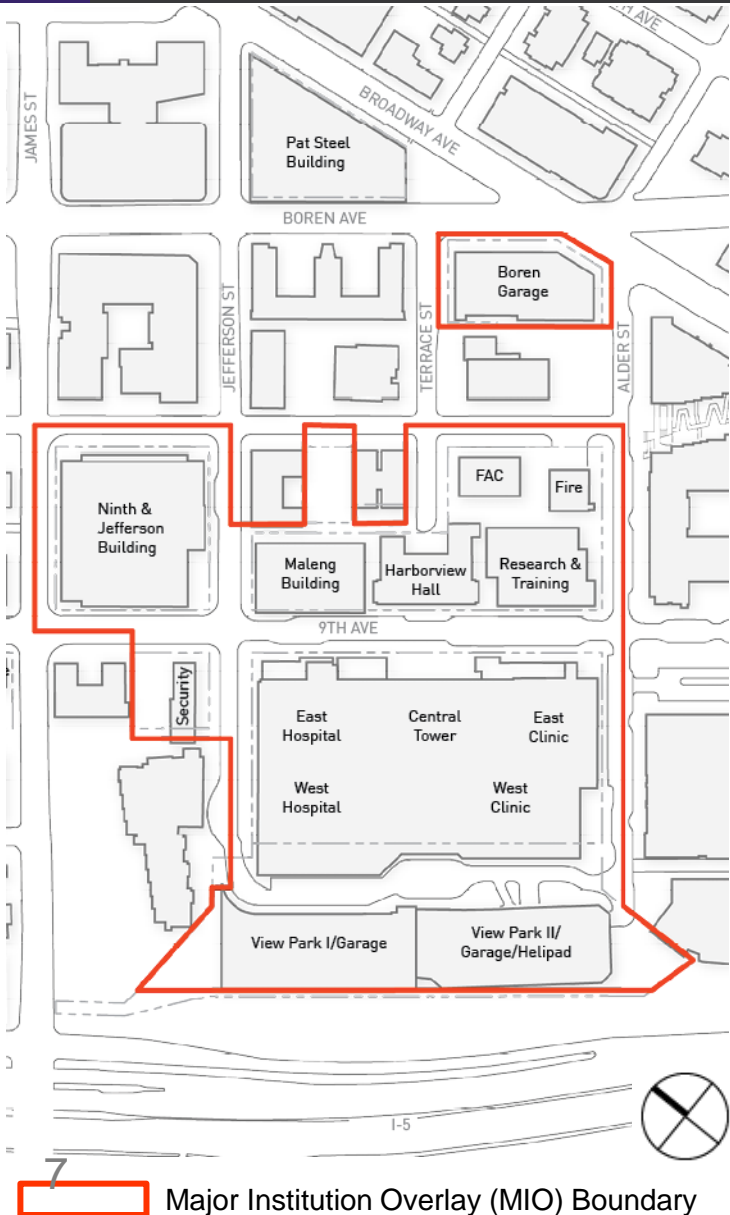 H AVE
JAMES ST
BROADWAY AVE
Pat Steel
Building
BOREN AVE
JEFFERSON ST
TERRACE ST
Boren
Garage
ALDER ST
Ninth &
Jefferson
Building
FAC
Fire
Maleng
Building
Harborview
Hall
Research &
Training
9TH AVE
Security
East
Hospital
Central
Tower
East
Clinic
West
Hospital
West
Clinic
View Park I/Garage
View Park II/
Garage/Helipad
I-5
7
Major Institution Overlay (MIO) Boundary